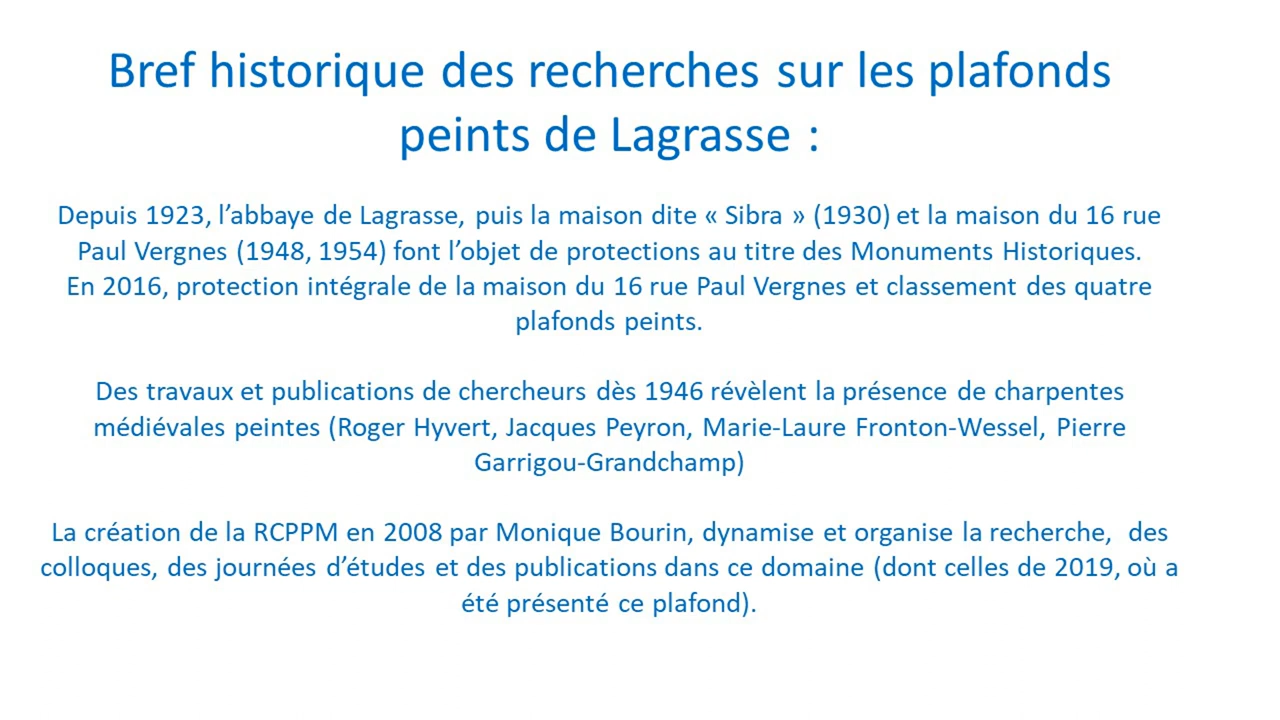 Bref historique des recherches sur les plafonds
peints de Lagrasse :
Depuis 1923, l’abbaye de Lagrasse, puis la maison dite « Sibra » (1930) et la maison du 16 rue
Paul Vergnes (1948, 1954) font l’objet de protections au titre des Monuments Historiques.
En 2016, protection intégrale de la maison du 16 rue Paul Vergnes et classement des quatre
plafonds peints.
Des travaux et publications de chercheurs dès 1946 révèlent la présence de charpentes
médiévales peintes (Roger Hyvert, Jacques Peyron, Marie-Laure Fronton-Wessel, Pierre
Garrigou-Grandchamp)
La création de la RCPPM en 2008 par Monique Bourin, dynamise et organise la recherche, des
colloques, des journées d’études et des publications dans ce domaine (dont celles de 2019, où a
été présenté ce plafond).